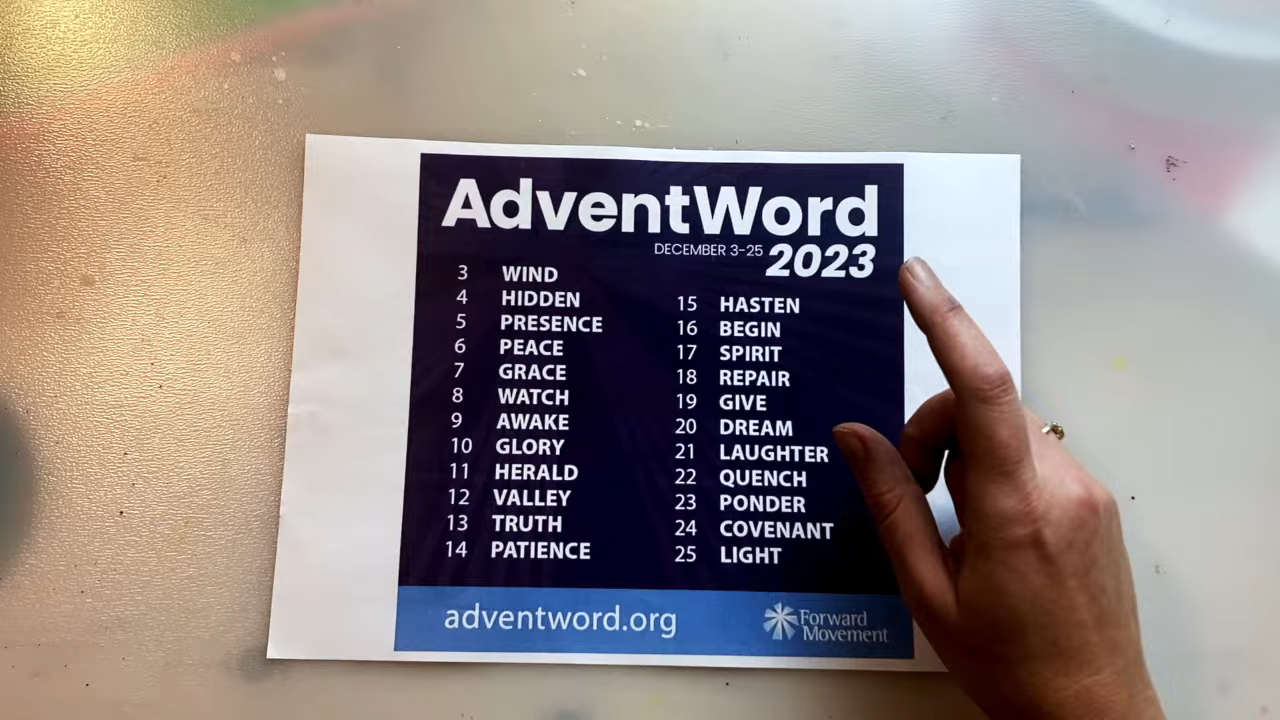 AdventWord
DECEMBER 3-25 2023
3 WIND
4 HIDDEN
5 PRESENCE
6 PEACE
7 GRACE
8 WATCH
9 AWAKE
10 GLORY
11 HERALD
12 VALLEY
13 TRUTH
14 PATIENCE
15 HASTEN
16 BEGIN
17 SPIRIT
18 REPAIR
19 GIVE
20 DREAM
21 LAUGHTER
22 QUENCH
23 PONDER
24 COVENANT
25 LIGHT
adventword.org
Forward
Movement